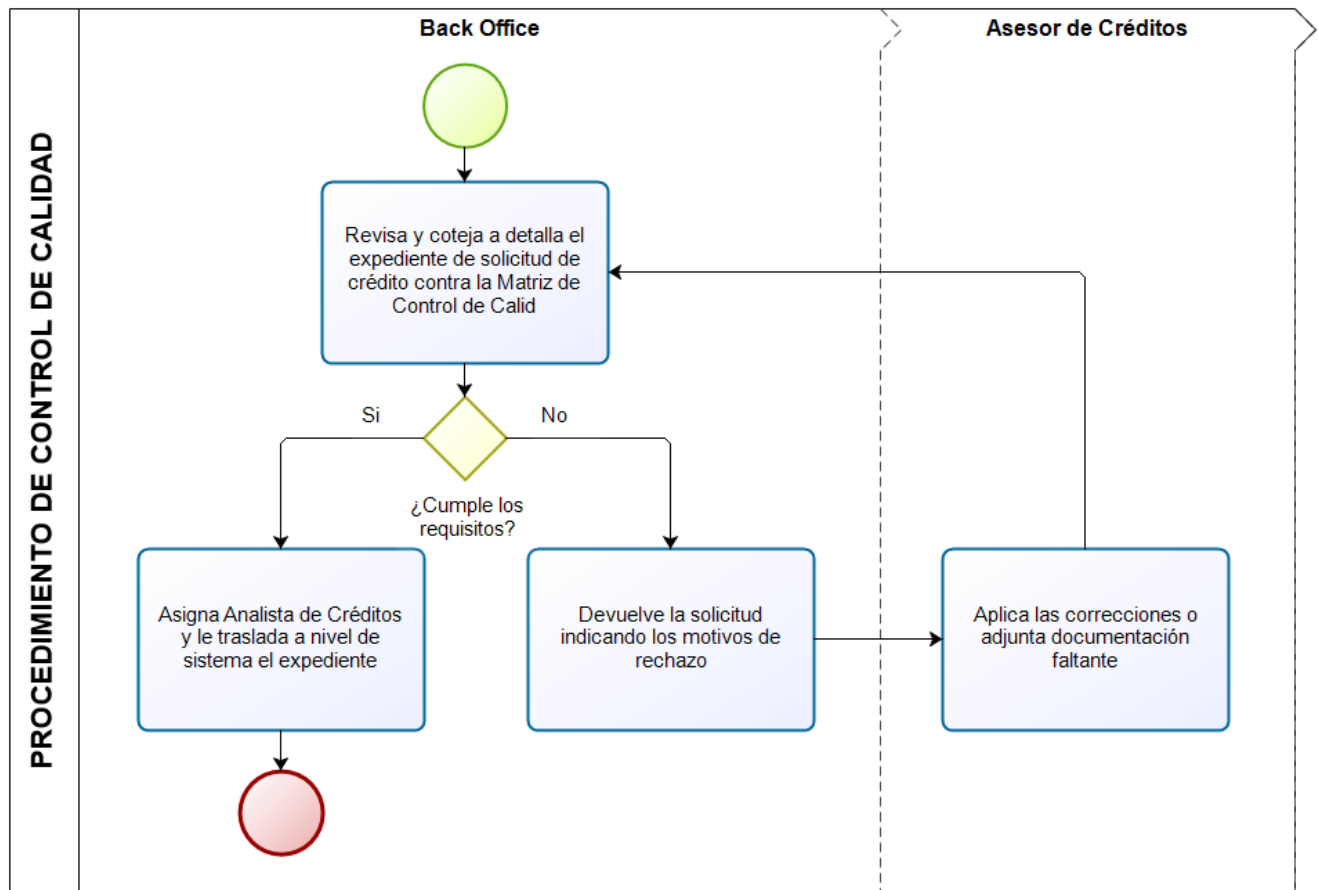 PROCEDIMIENTO DE CONTROL DE CALIDAD
Back Office
Asesor de Créditos
Revisa y coteja a detalla el
expediente de solicitud de
crédito contra la Matriz de
Control de Calid
Si
No
¿Cumple los
requisitos?
Asigna Analista de Créditos
y le traslada a nivel de
sistema el expediente
Devuelve la solicitud
indicando los motivos de
rechazo
Aplica las correcciones o
adjunta documentación
faltante